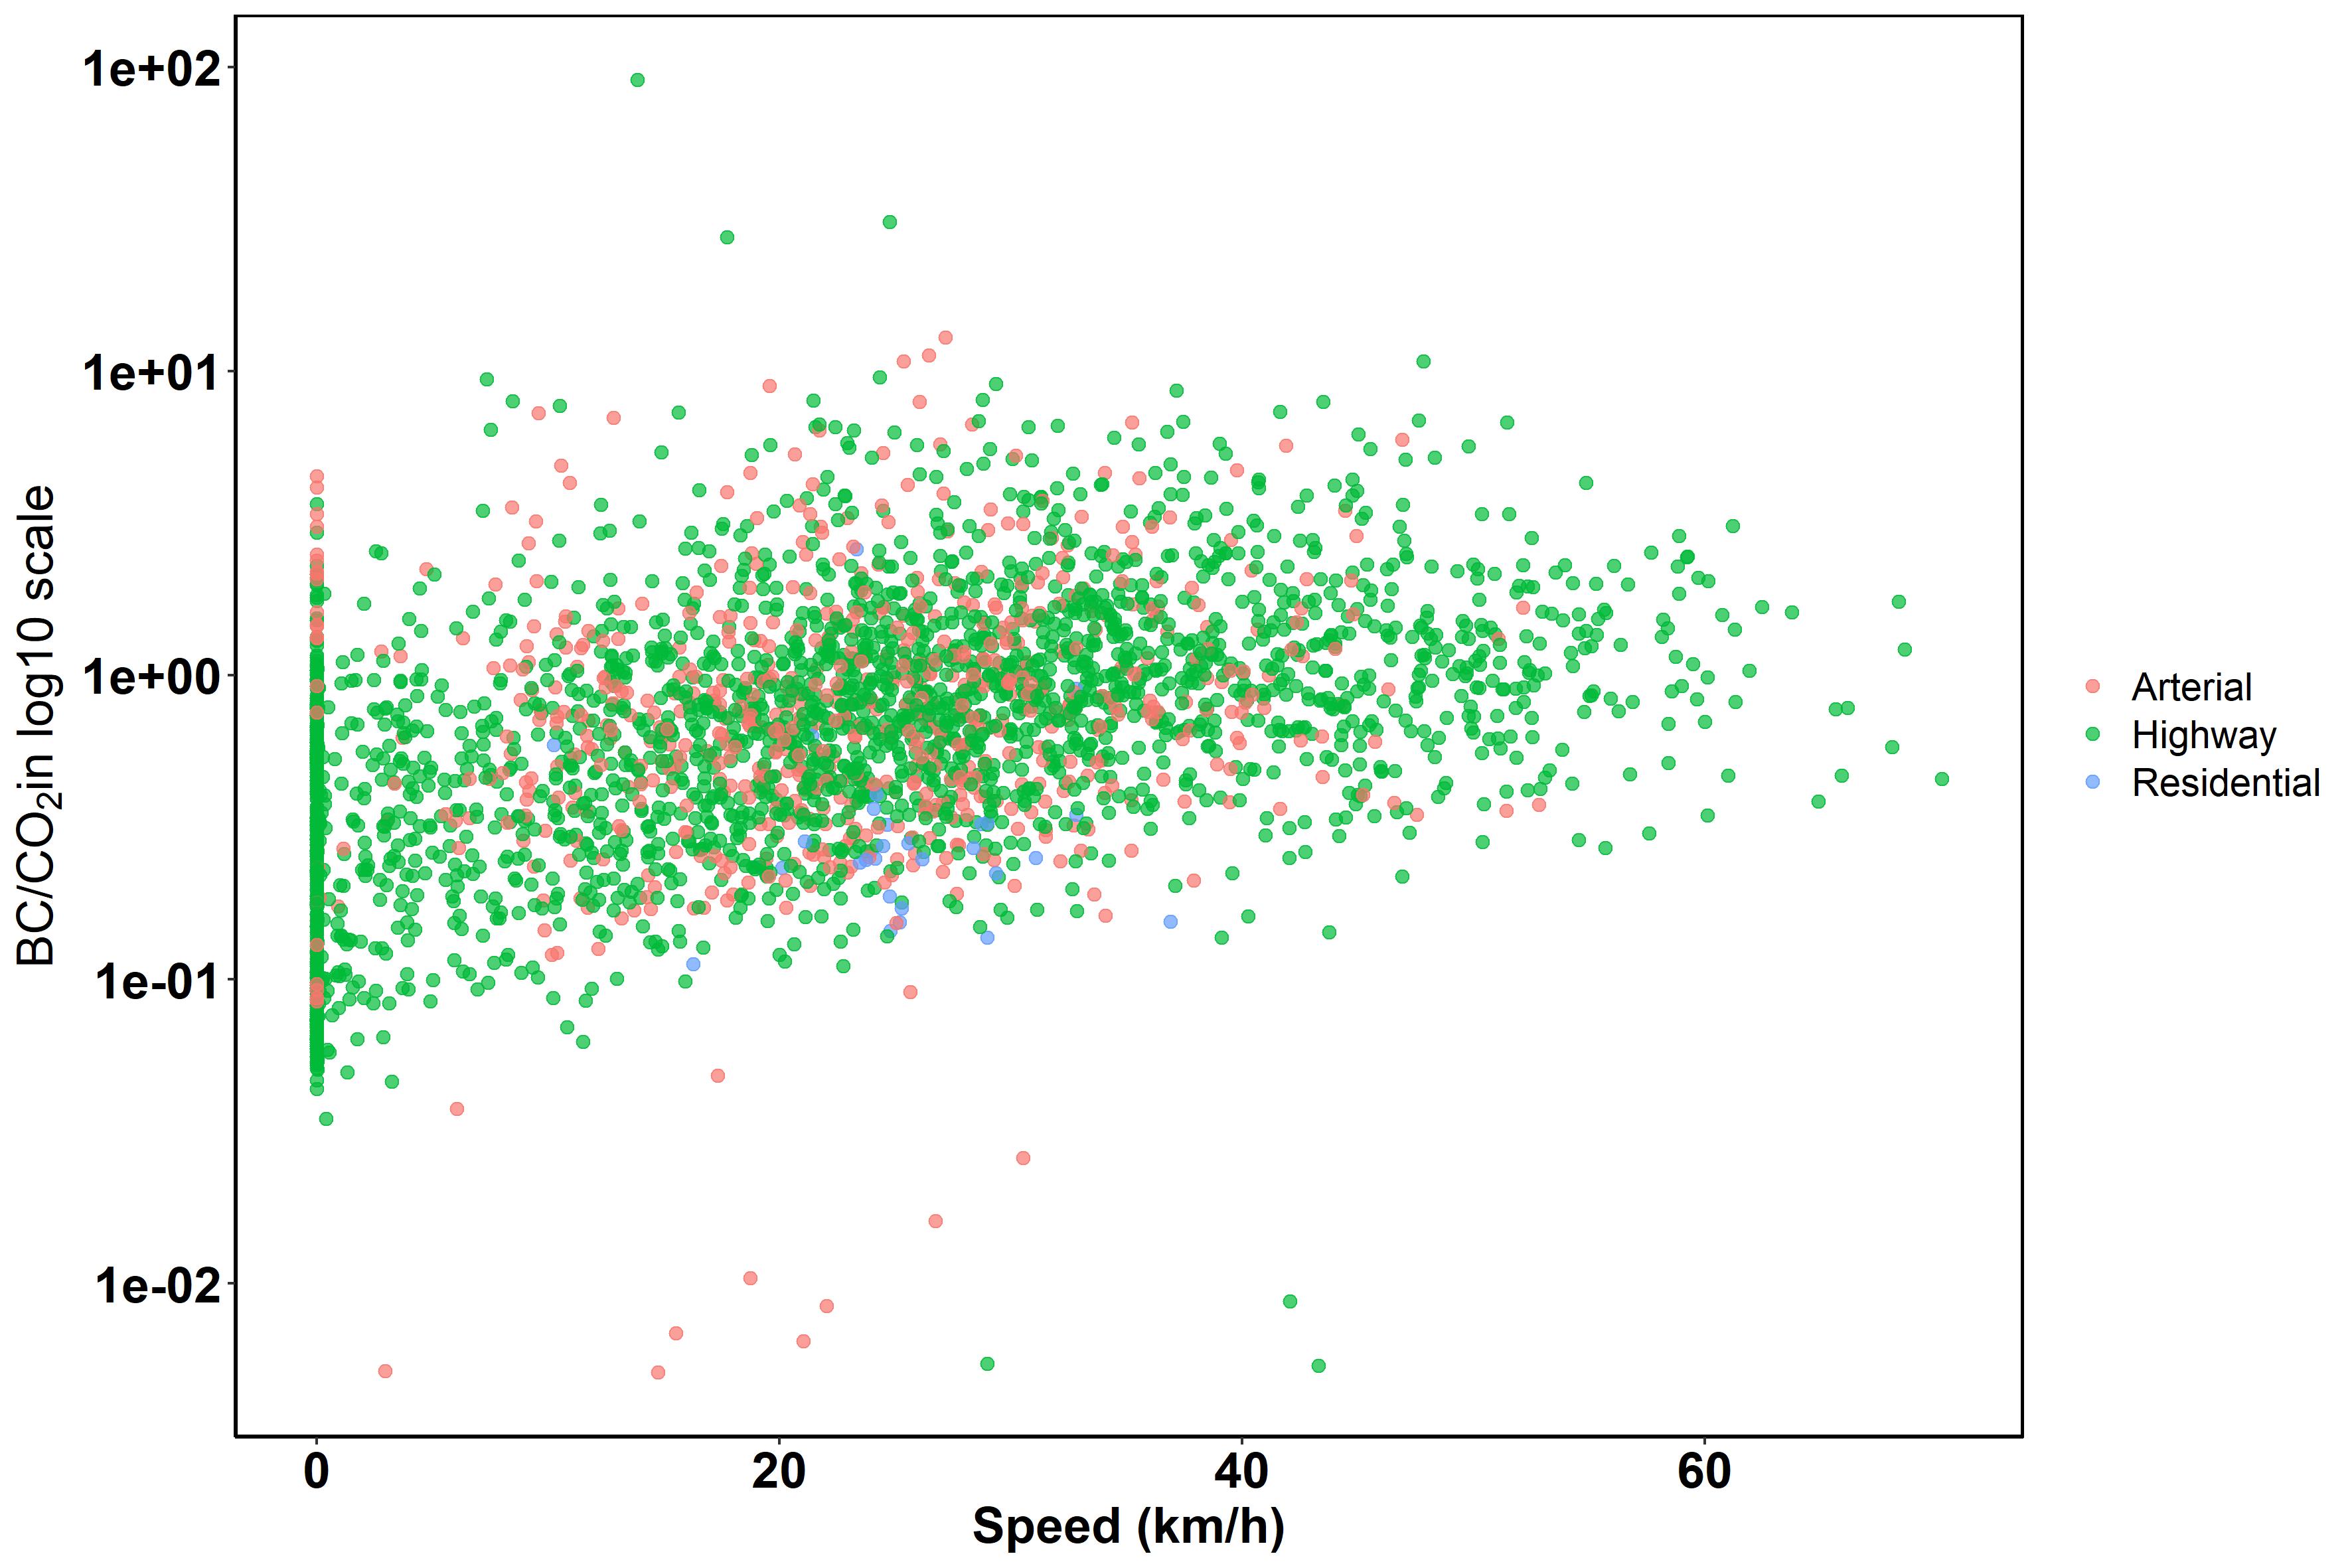 1e+02
1e+01
1e+00
1e-01
1e-02
BC/CO₂in log10 scale
0 20 40 60
Speed (km/h)
Arterial
Highway
Residential